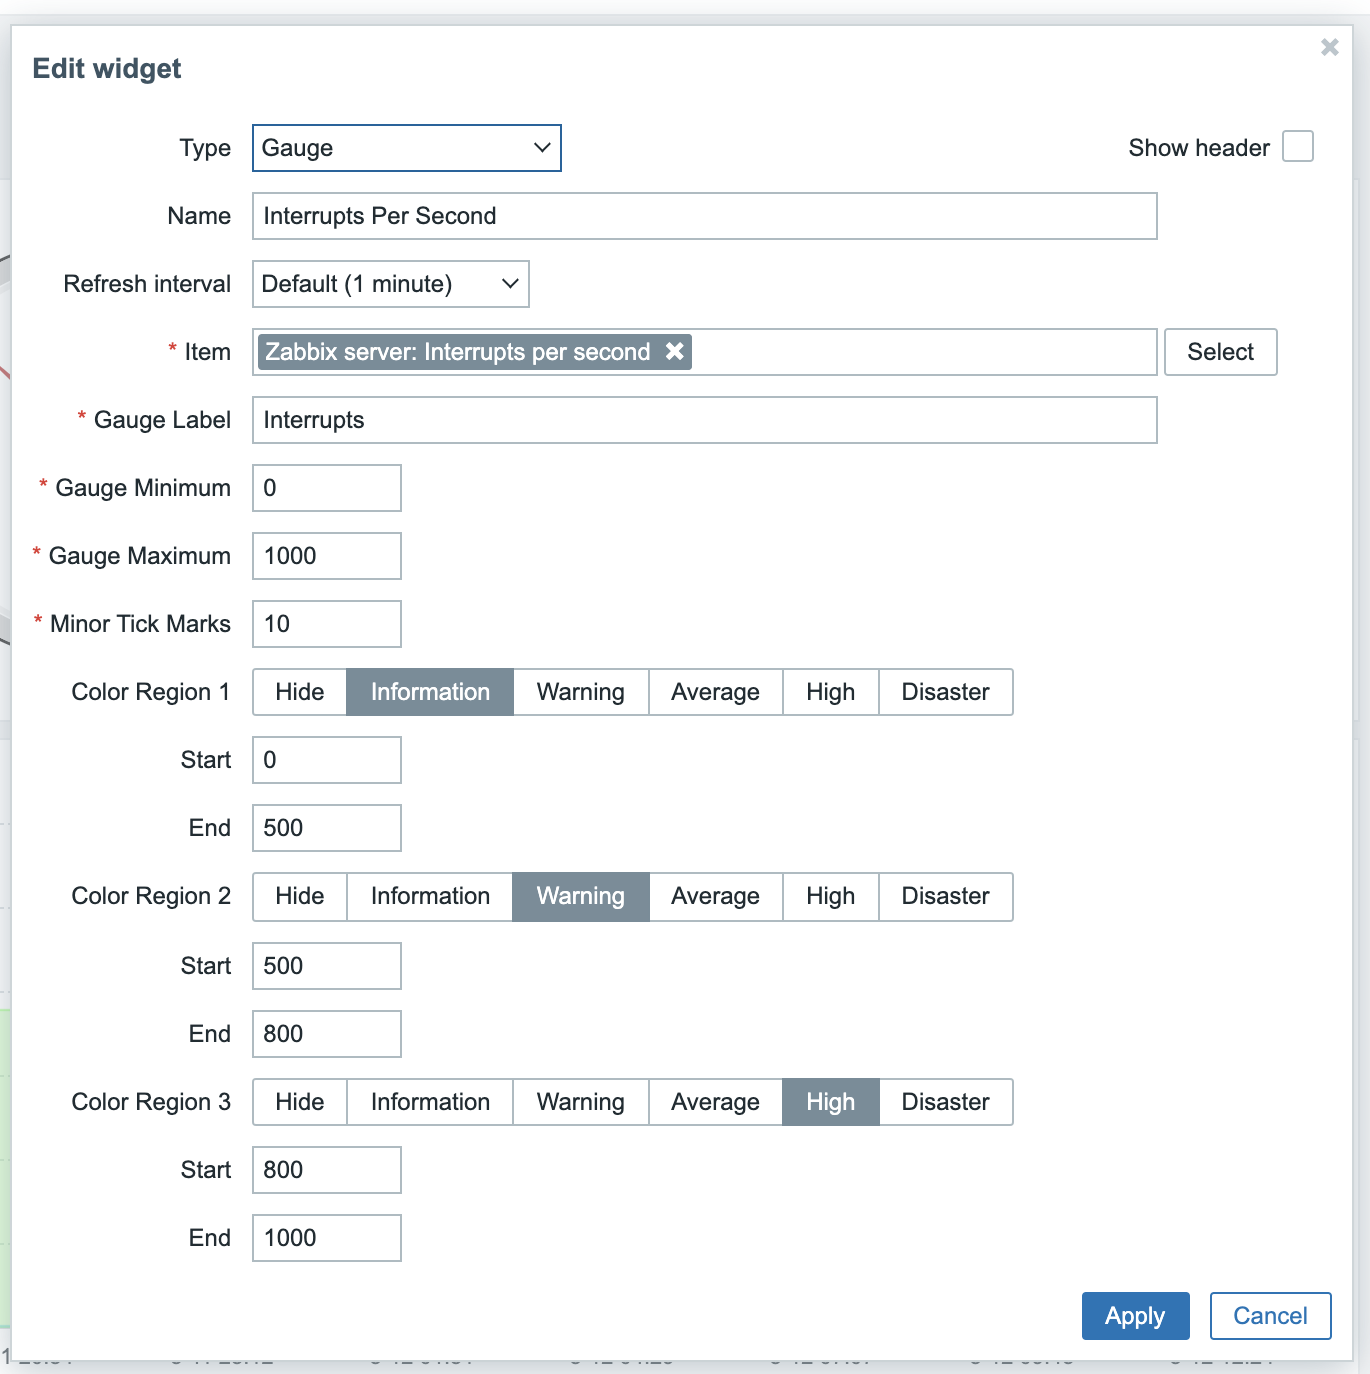 Edit widget
Type Gauge Show header
Name Interrupts Per Second
Refresh interval Default (1 minute)
* Item Zabbix server: Interrupts per second Select
* Gauge Label Interrupts
* Gauge Minimum 0
* Gauge Maximum 1000
* Minor Tick Marks 10
Color Region 1 Hide Information Warning Average High Disaster
Start 0
End 500
Color Region 2 Hide Information Warning Average High Disaster
Start 500
End 800
Color Region 3 Hide Information Warning Average High Disaster
Start 800
End 1000
Apply Cancel